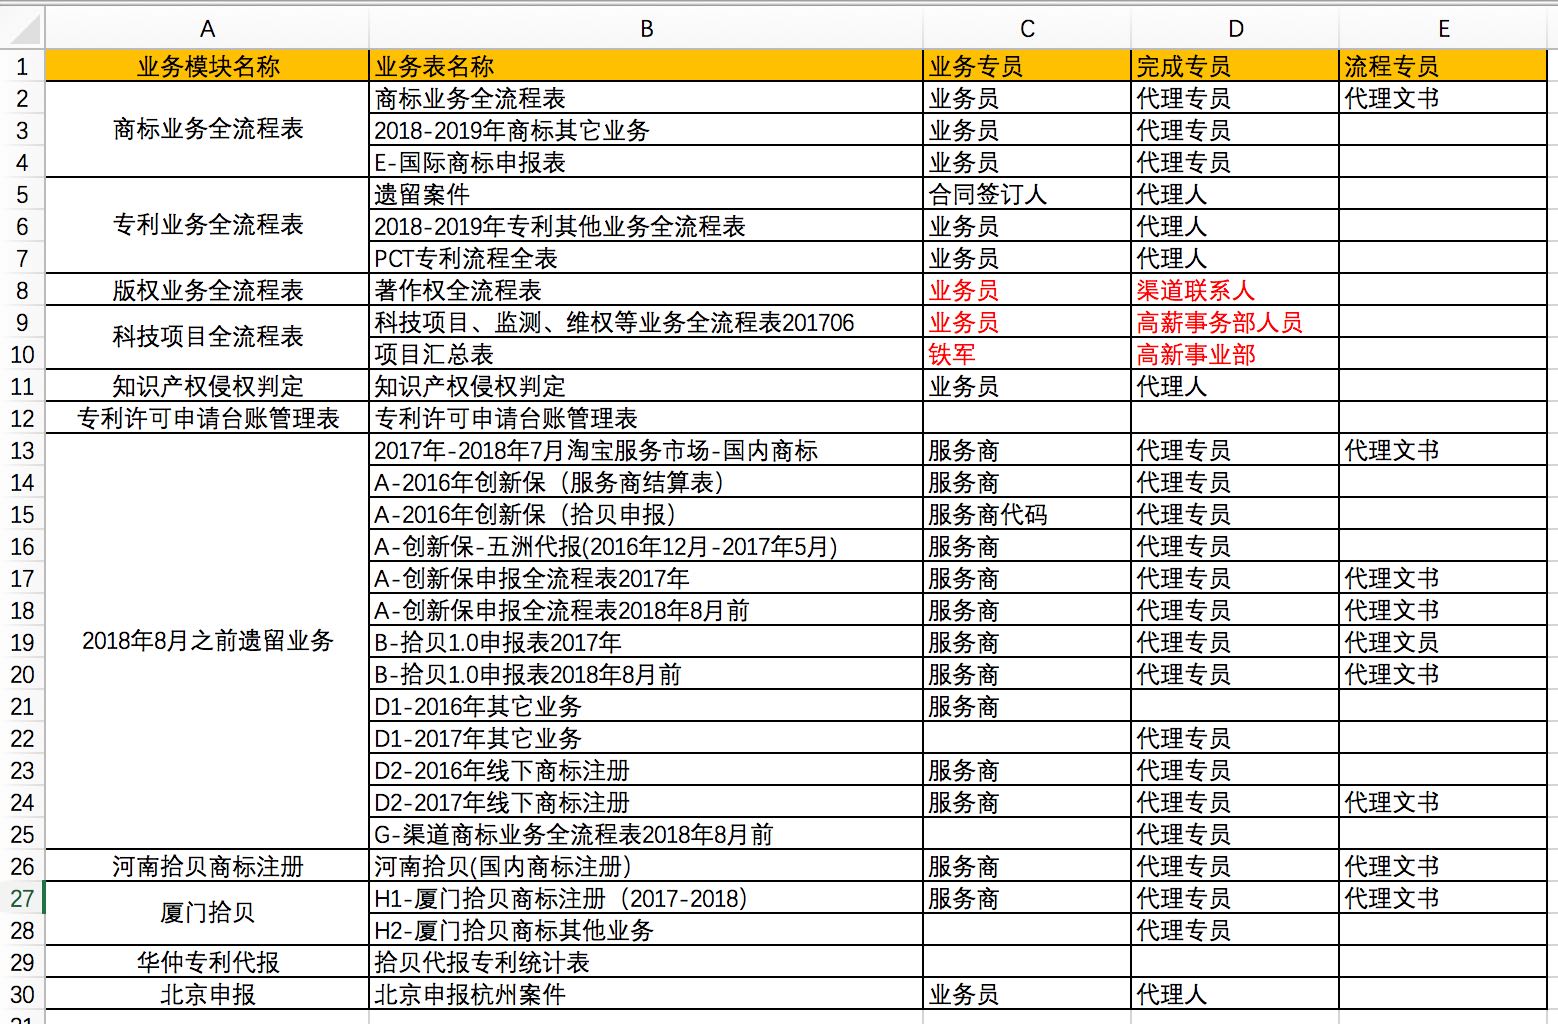 A B C D E
1 业务模块名称 业务表名称 业务专员 完成专员 流程专员
2 商标业务全流程表 商标业务全流程表 业务员 代理专员 代理文书
3 2018-2019年商标其它业务 业务员 代理专员
4 E-国际商标申报表 业务员 代理专员
5 专利业务全流程表 遗留案件 合同签订人 代理人
6 2018-2019年专利其他业务全流程表 业务员 代理人
7 PCT专利流程全表 业务员 代理人
8 版权业务全流程表 著作权全流程表 业务员 渠道联系人
9 科技项目全流程表 科技项目、监测、维权等业务全流程表201706 业务员 高薪事务部人员
10 项目汇总表 铁军 高新事业部
11 知识产权侵权判定 知识产权侵权判定 业务员 代理人
12 专利许可申请台账管理表 专利许可申请台账管理表
13 2018年8月之前遗留业务 2017年-2018年7月淘宝服务市场-国内商标 服务商 代理专员 代理文书
14 A-2016年创新保（服务商结算表） 服务商 代理专员
15 A-2016年创新保（拾贝申报） 服务商代码 代理专员
16 A-创新保-五洲代报(2016年12月-2017年5月) 服务商 代理专员
17 A-创新保申报全流程表2017年 服务商 代理专员 代理文书
18 A-创新保申报全流程表2018年8月前 服务商 代理专员 代理文书
19 B-拾贝1.0申报表2017年 服务商 代理专员 代理文员
20 B-拾贝1.0申报表2018年8月前 服务商 代理专员 代理文书
21 D1-2016年其它业务 服务商
22 D1-2017年其它业务 代理专员
23 D2-2016年线下商标注册 服务商 代理专员
24 D2-2017年线下商标注册 服务商 代理专员 代理文书
25 G-渠道商标业务全流程表2018年8月前 代理专员
26 河南拾贝商标注册 河南拾贝(国内商标注册） 服务商 代理专员 代理文书
27 厦门拾贝 H1-厦门拾贝商标注册（2017-2018） 服务商 代理专员 代理文书
28 H2-厦门拾贝商标其他业务 代理专员
29 华仲专利代报 拾贝代报专利统计表
30 北京申报 北京申报杭州案件 业务员 代理人